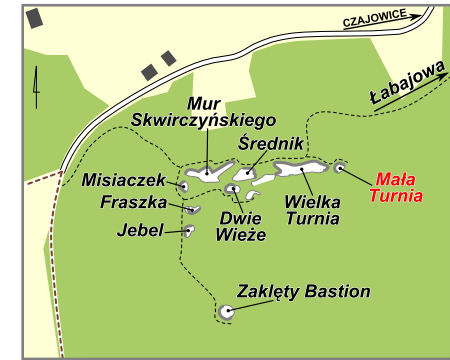 CZAJOWICE
Łabajowa
Mur
Skwirczyńskiego
Średnik
Misiaczek
Fraszka
Jebel
Dwie
Wieże
Wielka
Turnia
Mała
Turnia
Zaklęty Bastion